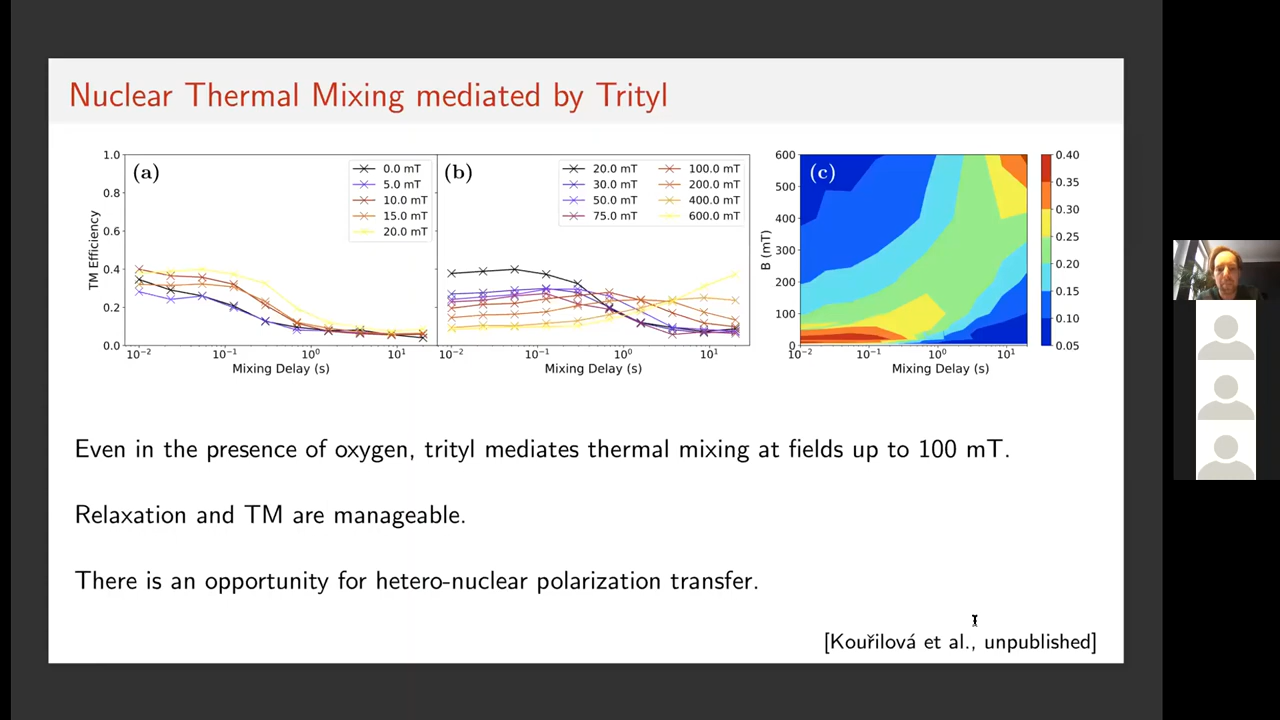 Nuclear Thermal Mixing mediated by Trityl
1.0
0.8
0.6
0.4
0.2
0.0
TM Efficiency
(a)
0.0 mT
5.0 mT
10.0 mT
15.0 mT
20.0 mT
10⁻²
10⁻¹
10⁰
10¹
Mixing Delay (s)
(b)
20.0 mT
30.0 mT
50.0 mT
75.0 mT
100.0 mT
200.0 mT
400.0 mT
600.0 mT
10⁻²
10⁻¹
10⁰
10¹
Mixing Delay (s)
600
500
400
300
200
100
0
B (mT)
(c)
10⁻²
10⁻¹
10⁰
10¹
Mixing Delay (s)
0.40
0.35
0.30
0.25
0.20
0.15
0.10
0.05
Even in the presence of oxygen, trityl mediates thermal mixing at fields up to 100 mT.
Relaxation and TM are manageable.
There is an opportunity for hetero-nuclear polarization transfer.
[Kouřilová et al., unpublished]